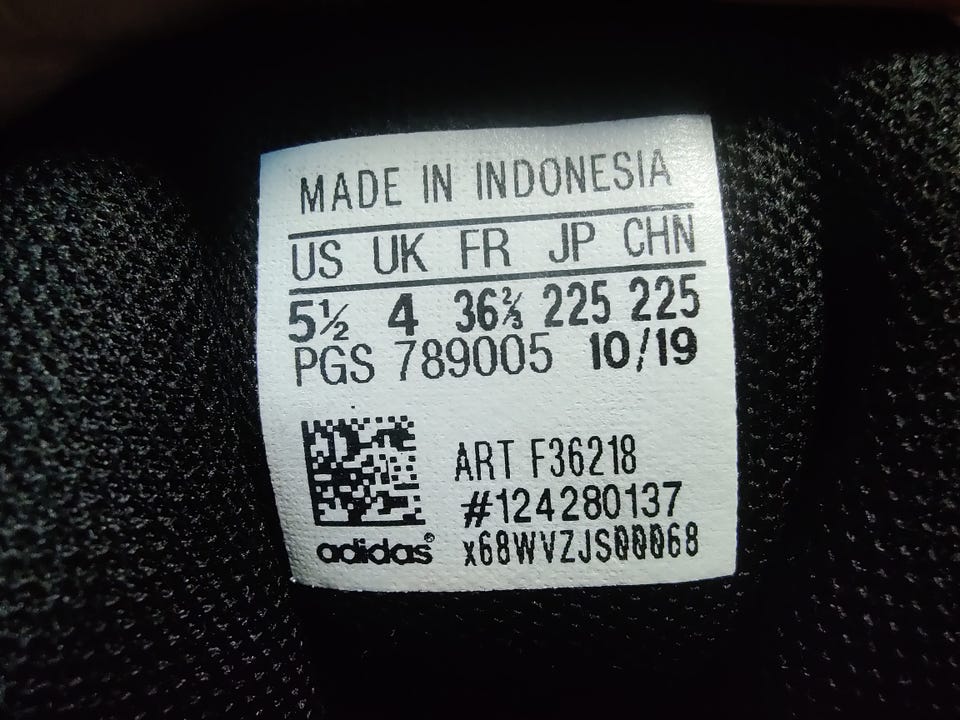 MADE IN INDONESIA
US UK FR JP CHN
5½ 4 36⅔ 225 225
PGS 789005 10/19
ART F36218
#124280137
adidas® x68WVZJS00068